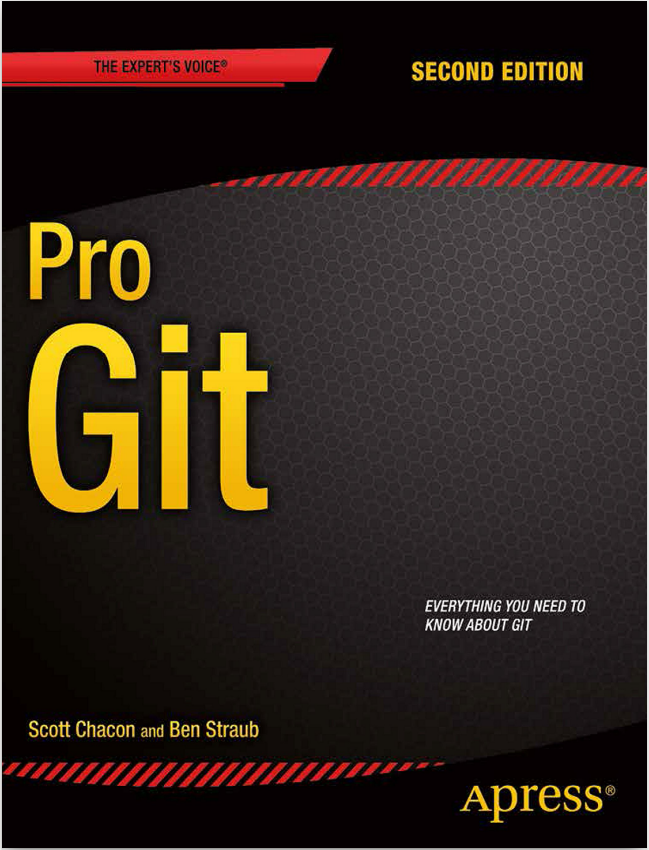 THE EXPERT'S VOICE®
SECOND EDITION
Pro
Git
EVERYTHING YOU NEED TO
KNOW ABOUT GIT
Scott Chacon and Ben Straub
Apress®